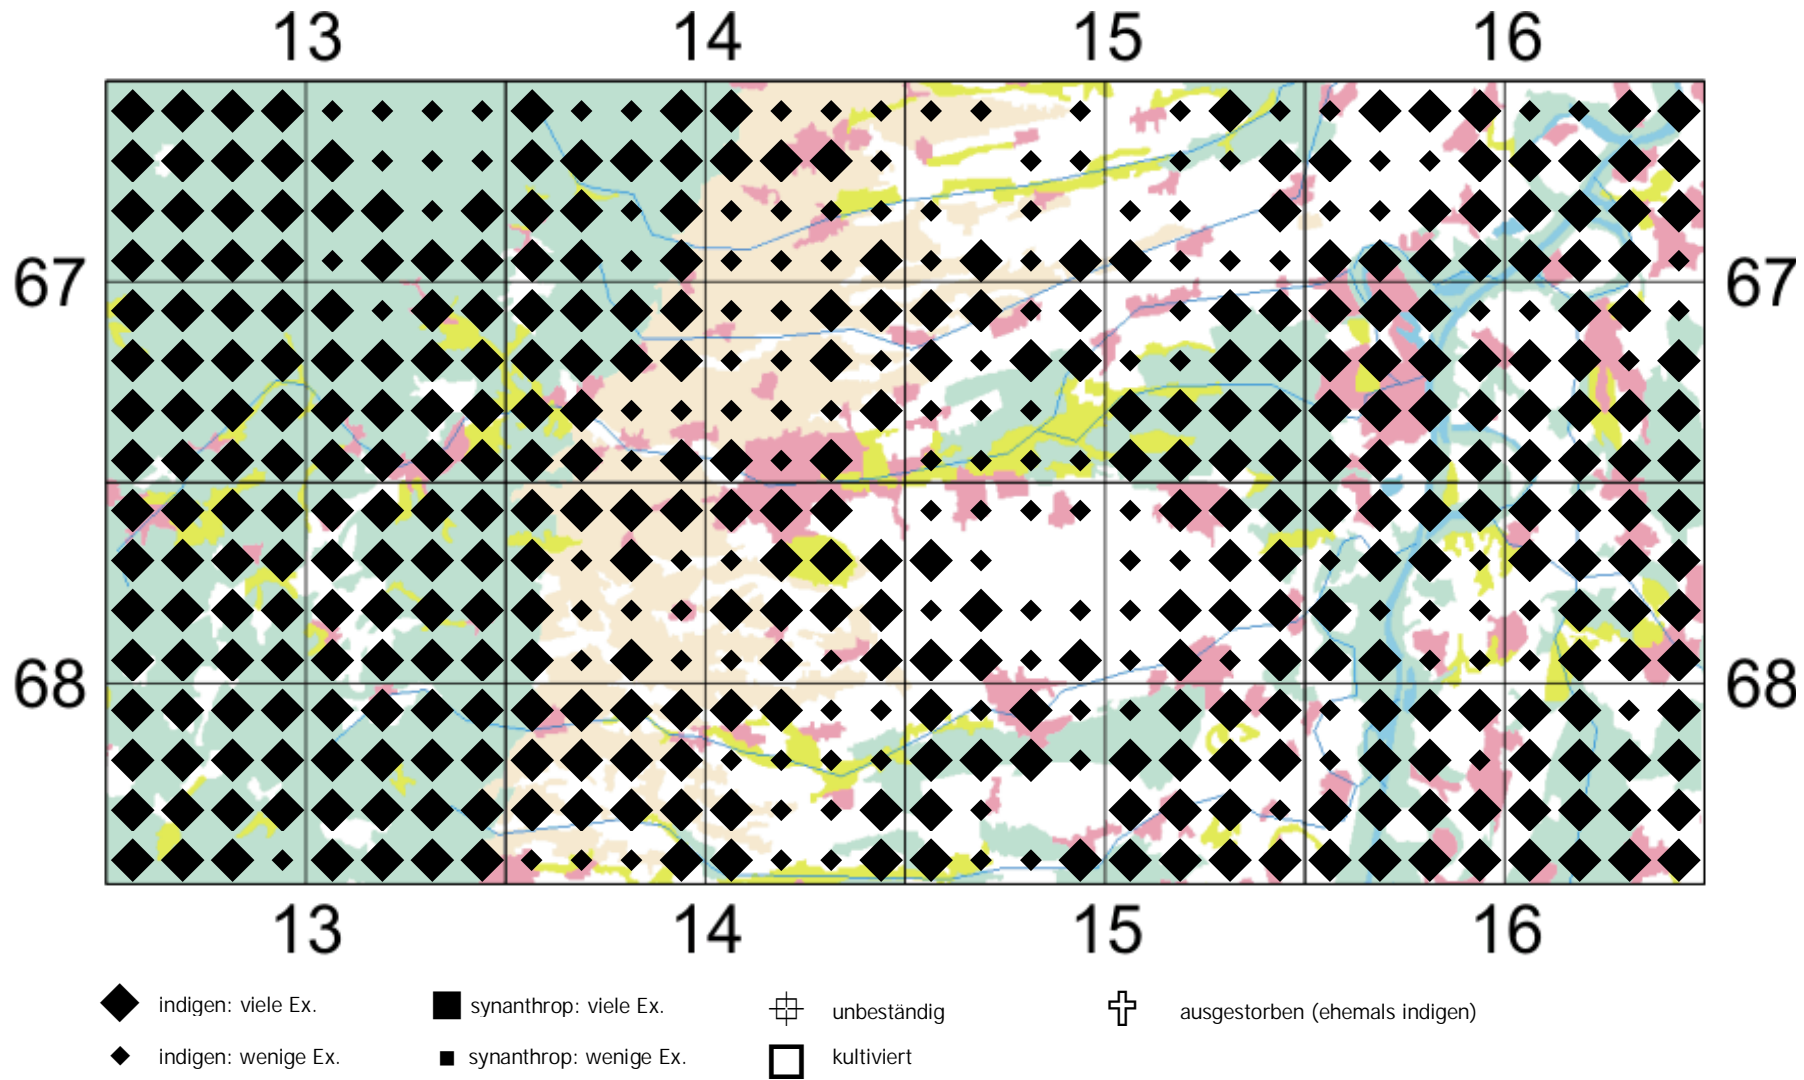 13 14 15 16
67 67
68 68
13 14 15 16
indigen: viele Ex. synanthrop: viele Ex. unbeständig ausgestorben (ehemals indigen)
indigen: wenige Ex. synanthrop: wenige Ex. kultiviert